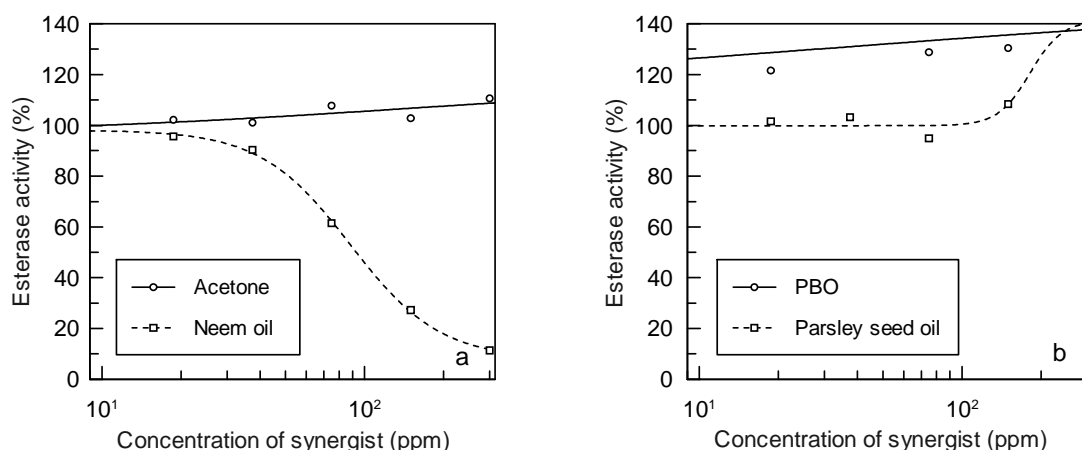 140
120
100
80
60
40
20
0
Esterase activity (%)
Acetone
Neem oil
a
10¹
10²
Concentration of synergist (ppm)
140
120
100
80
60
40
20
0
Esterase activity (%)
PBO
Parsley seed oil
b
10¹
10²
Concentration of synergist (ppm)